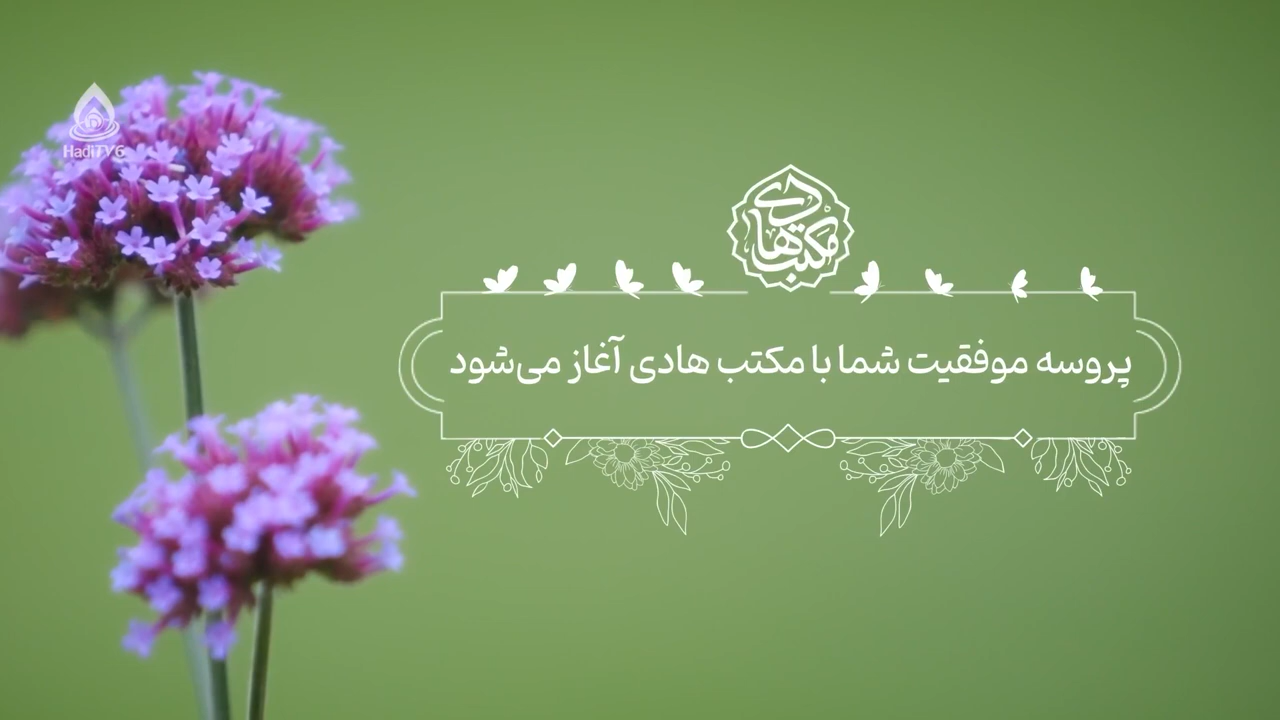 HadiTV6
مکتب هادی
پروسه موفقیت شما با مکتب هادی آغاز می‌شود